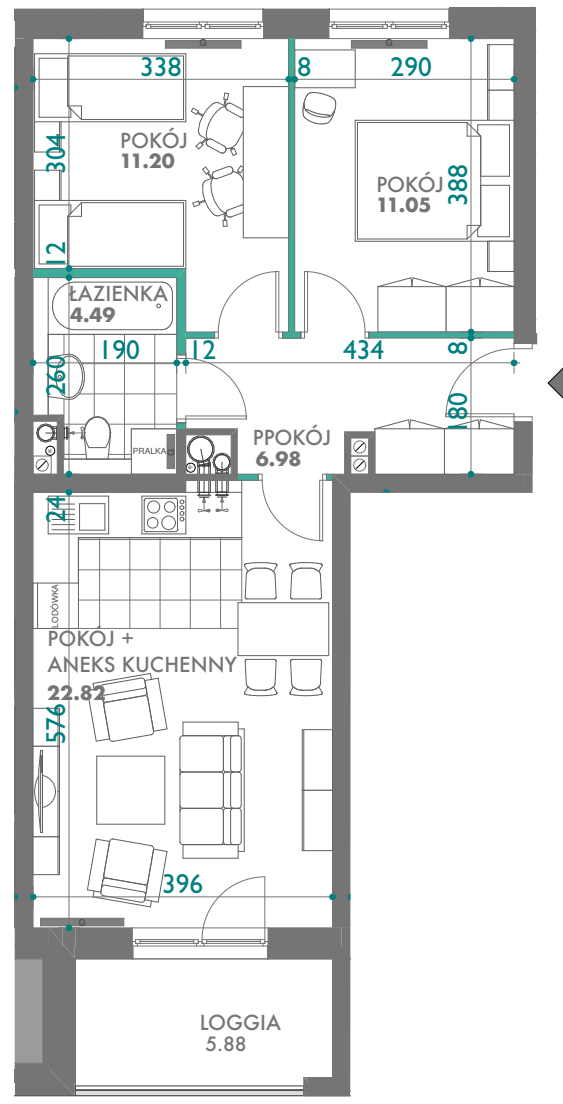 G
G
338
8
290
304
POKÓJ
11.20
388
POKÓJ
11.05
12
ŁAZIENKA
4.49
190
12
434
8
260
180
PPOKÓJ
6.98
PRALKA
G
24
LODÓWKA
POKÓJ +
ANEKS KUCHENNY
22.82
576
396
G
LOGGIA
5.88